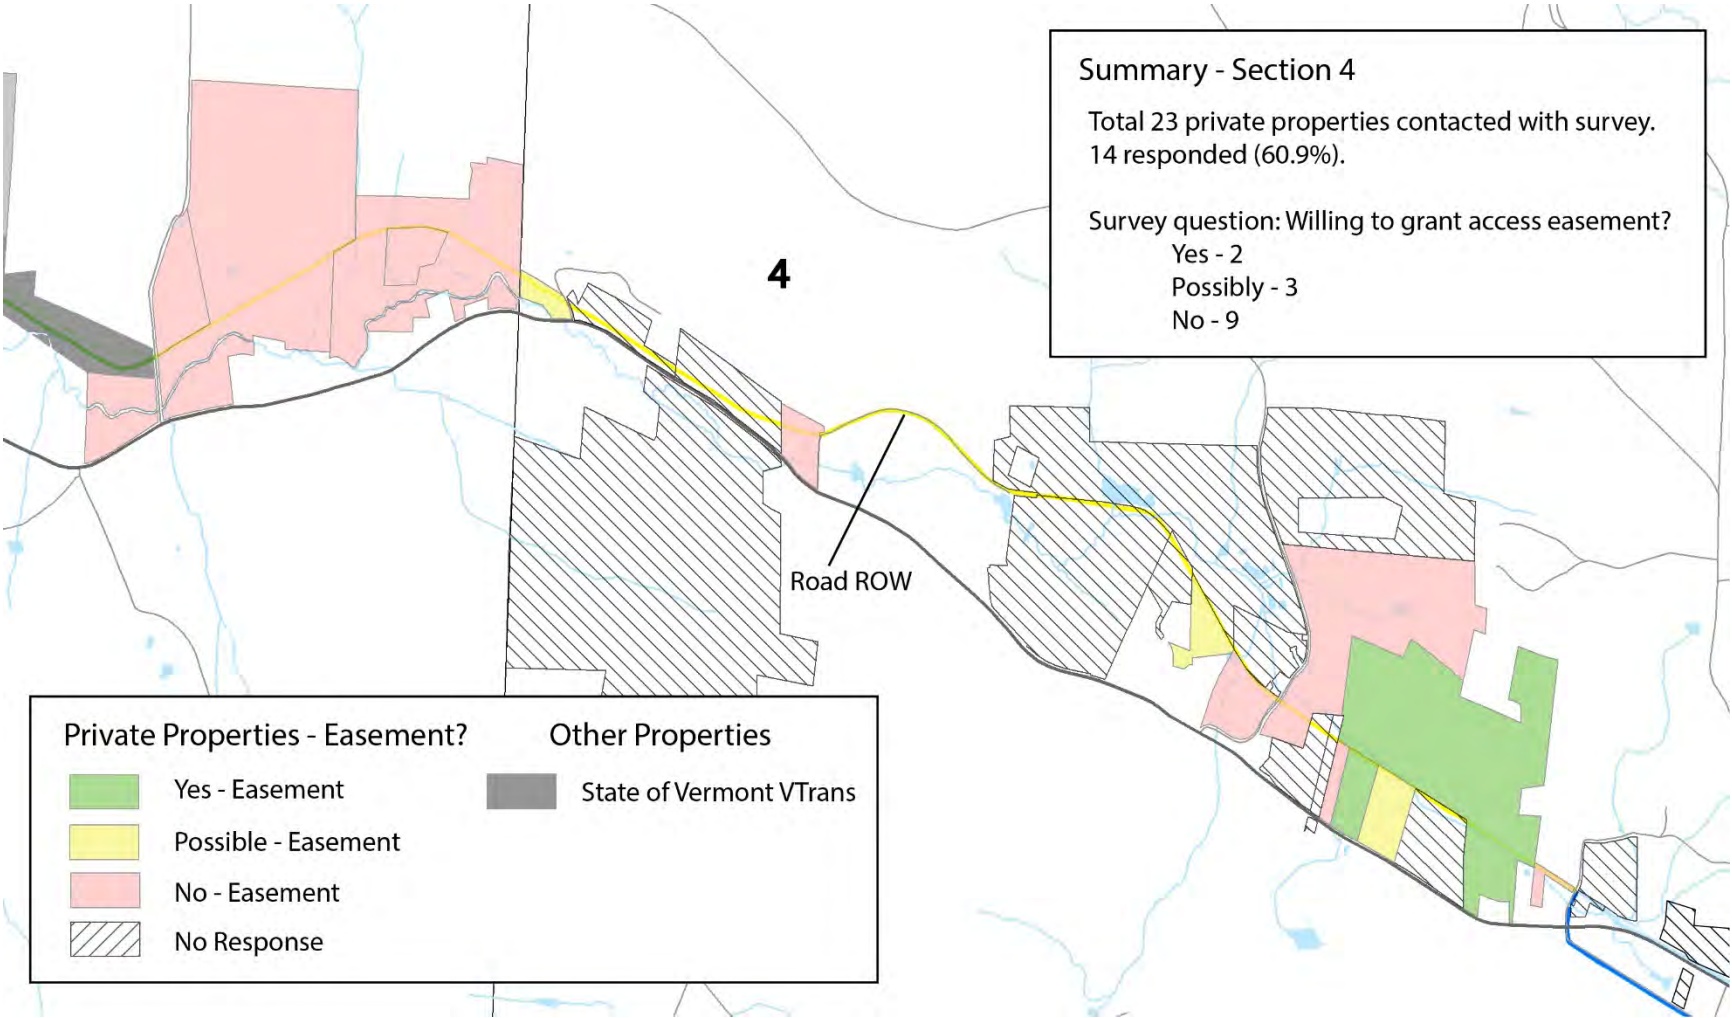 Summary - Section 4
Total 23 private properties contacted with survey.
14 responded (60.9%).
Survey question: Willing to grant access easement?
Yes - 2
Possibly - 3
No - 9
4
Road ROW
Private Properties - Easement?
Yes - Easement
Possible - Easement
No - Easement
No Response
Other Properties
State of Vermont VTrans